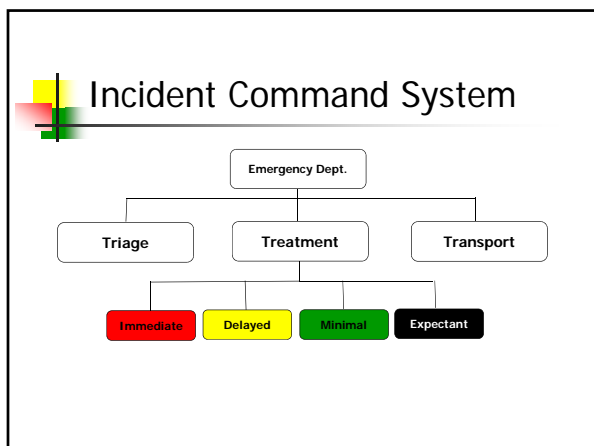 Incident Command System
Emergency Dept.
Triage
Treatment
Transport
Immediate
Delayed
Minimal
Expectant